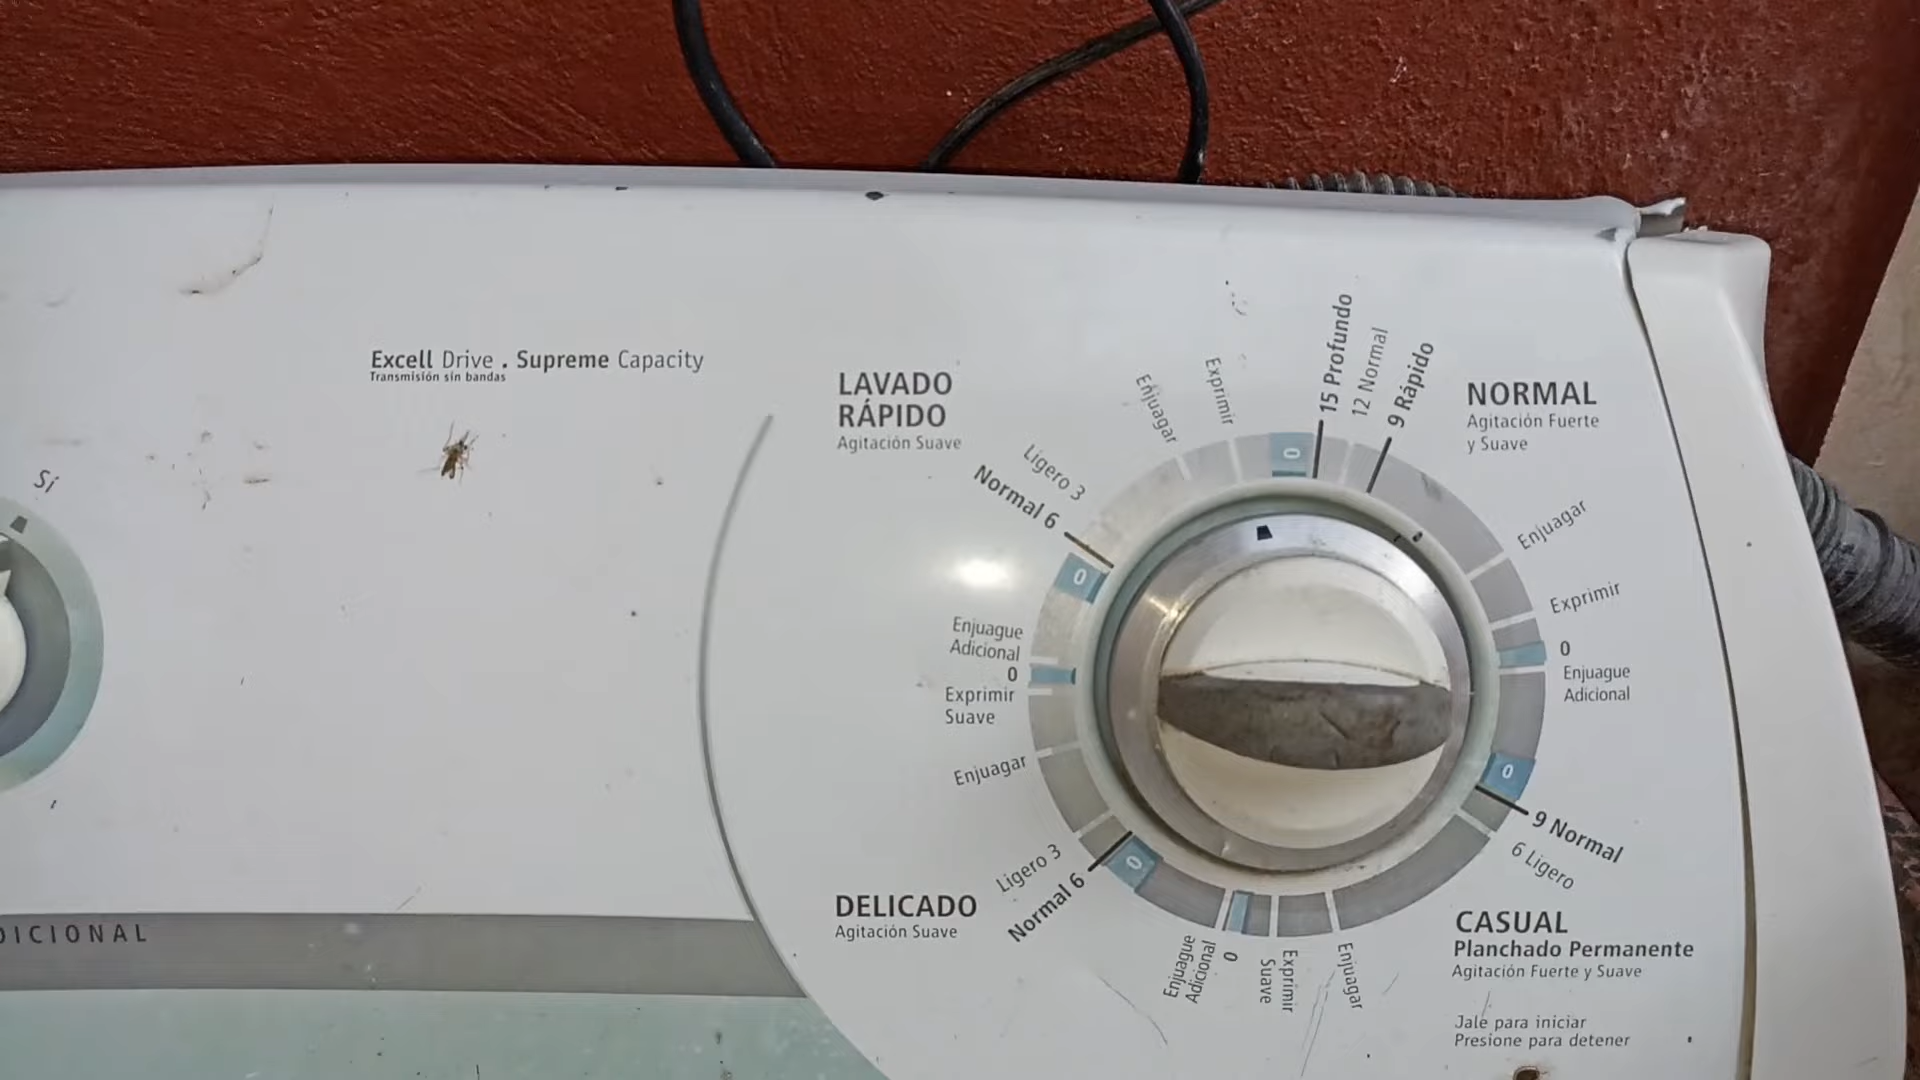 Excell Drive . Supreme Capacity
Transmisión sin bandas
Sí
DICIONAL
LAVADO
RÁPIDO
Agitación Suave
Ligero 3
Normal 6
Enjuagar
Exprimir
0
15 Profundo
12 Normal
9 Rápido
NORMAL
Agitación Fuerte
y Suave
Enjuagar
Exprimir
0
Enjuague
Adicional
0
9 Normal
6 Ligero
CASUAL
Planchado Permanente
Agitación Fuerte y Suave
Jale para iniciar
Presione para detener
Enjuagar
Exprimir
Suave
0
Enjuague
Adicional
0
DELICADO
Agitación Suave
Normal 6
Ligero 3
Enjuagar
Exprimir
Suave
0
Enjuague
Adicional
0